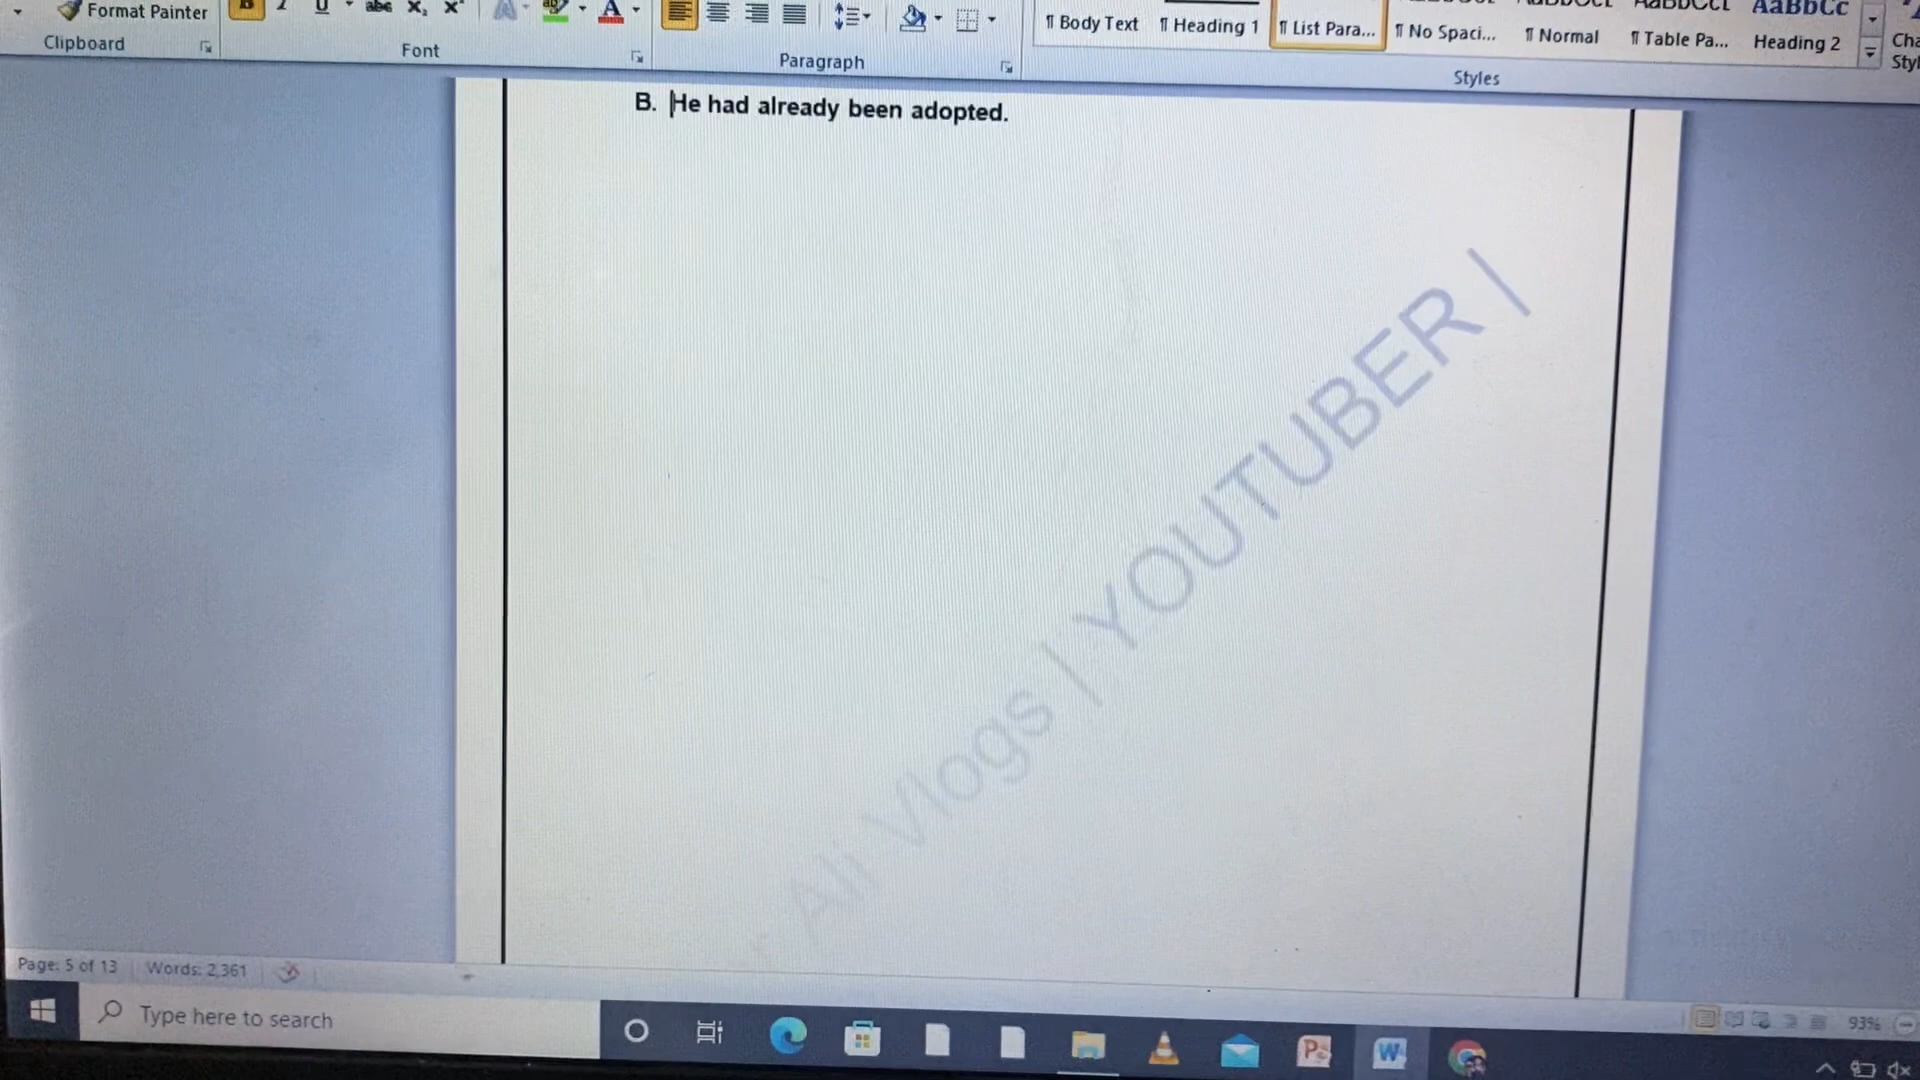 Format Painter
Clipboard
Font
Paragraph
¶ Body Text
¶ Heading 1
¶ List Para...
¶ No Spaci...
¶ Normal
¶ Table Pa...
AaBbCc
Heading 2
Styles
B. He had already been adopted.
Ali Vlogs | YOUTUBER |
Page: 5 of 13
Words: 2,361
93%
Type here to search